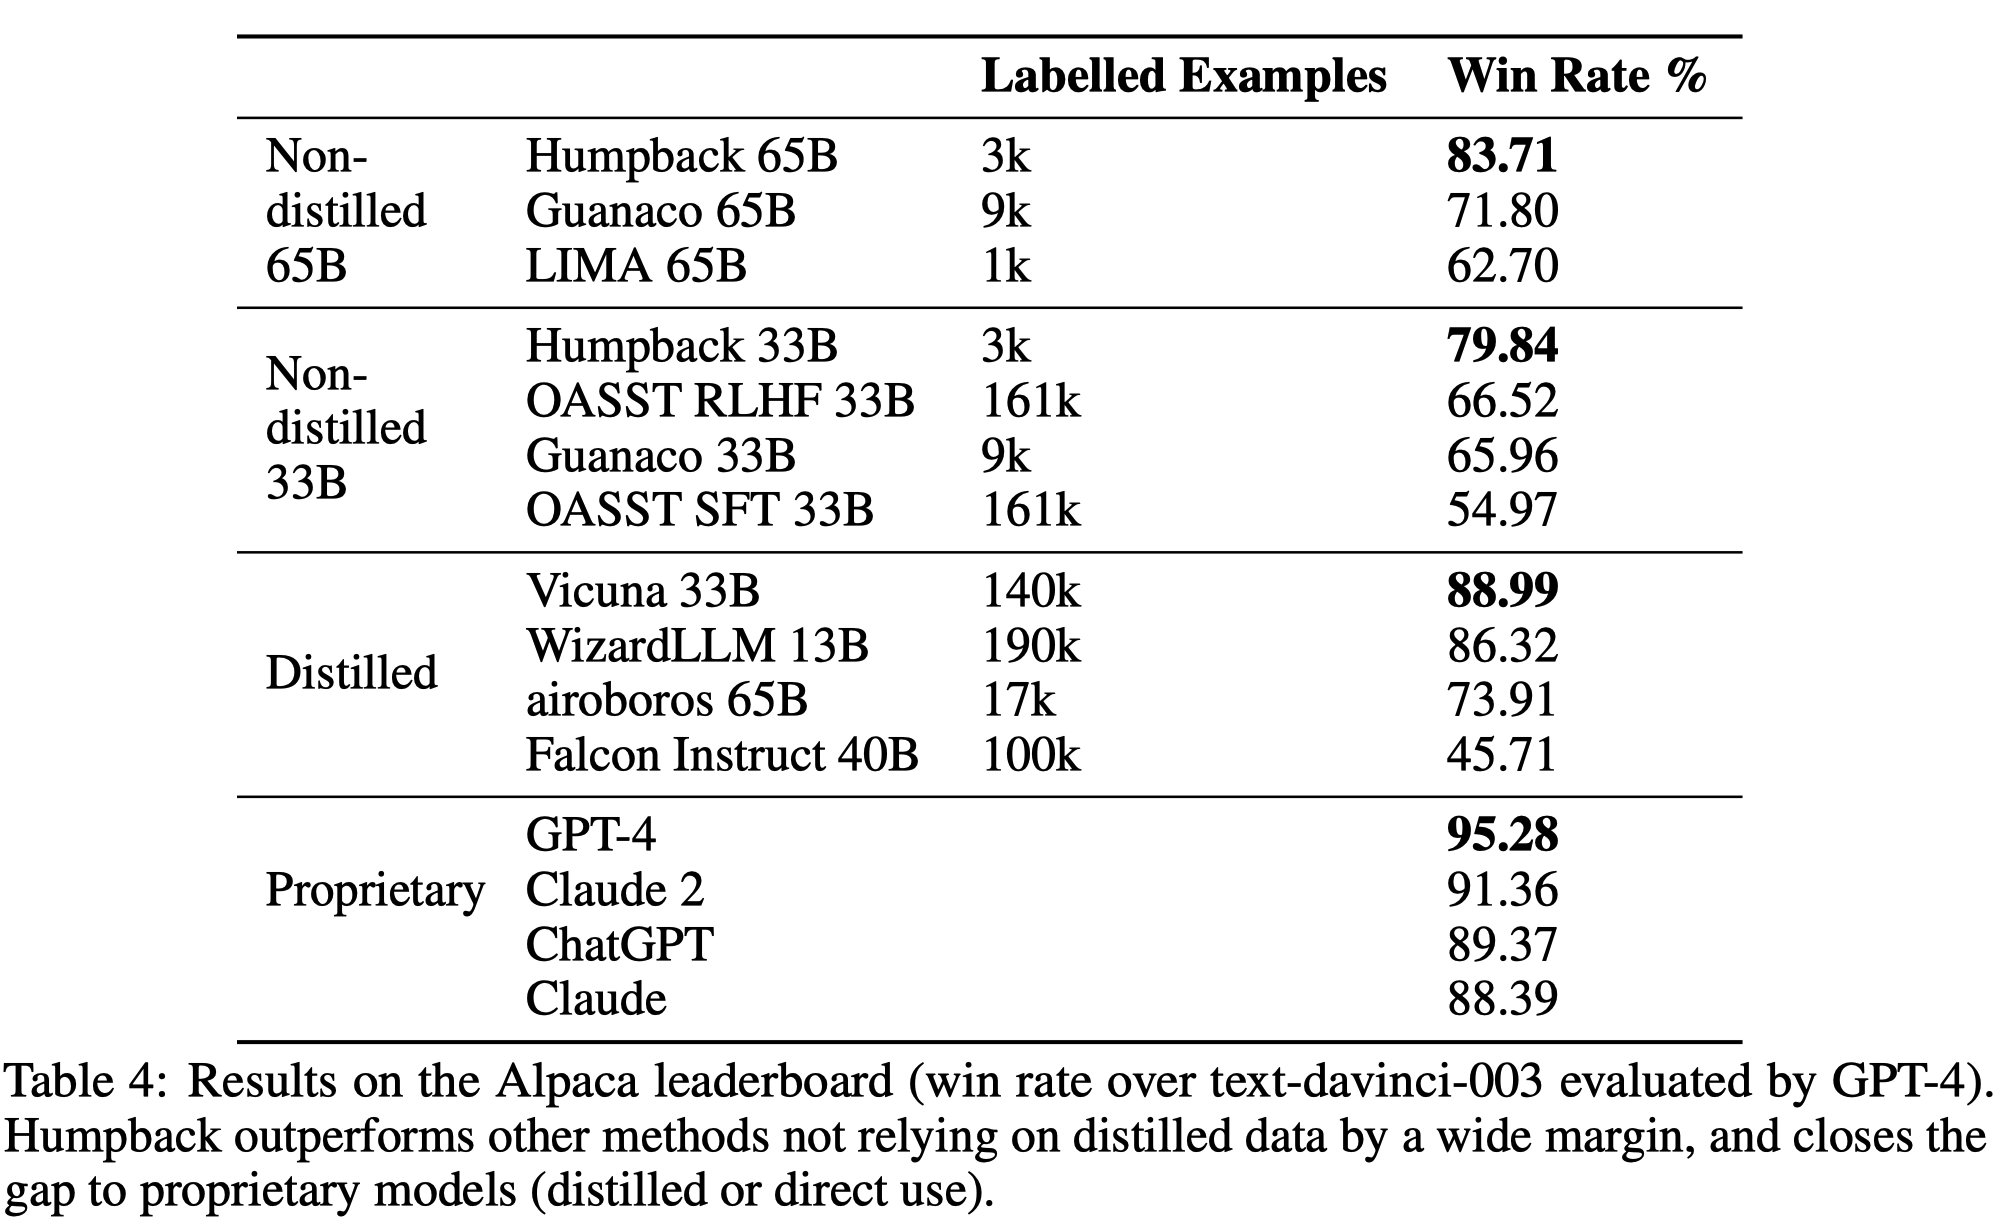 Labelled Examples Win Rate %
Non-distilled 65B Humpback 65B 3k 83.71
Guanaco 65B 9k 71.80
LIMA 65B 1k 62.70
Non-distilled 33B Humpback 33B 3k 79.84
OASST RLHF 33B 161k 66.52
Guanaco 33B 9k 65.96
OASST SFT 33B 161k 54.97
Distilled Vicuna 33B 140k 88.99
WizardLLM 13B 190k 86.32
airoboros 65B 17k 73.91
Falcon Instruct 40B 100k 45.71
Proprietary GPT-4 95.28
Claude 2 91.36
ChatGPT 89.37
Claude 88.39
Table 4: Results on the Alpaca leaderboard (win rate over text-davinci-003 evaluated by GPT-4).
Humpback outperforms other methods not relying on distilled data by a wide margin, and closes the
gap to proprietary models (distilled or direct use).